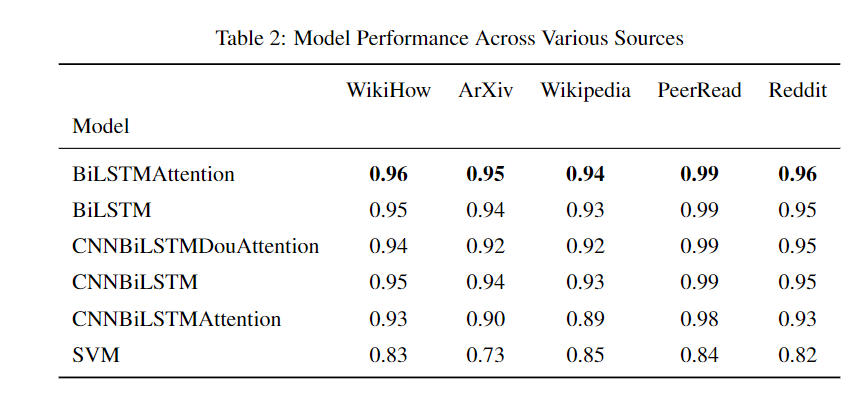 Table 2: Model Performance Across Various Sources
WikiHow ArXiv Wikipedia PeerRead Reddit
Model
BiLSTMAttention 0.96 0.95 0.94 0.99 0.96
BiLSTM 0.95 0.94 0.93 0.99 0.95
CNNBiLSTMDouAttention 0.94 0.92 0.92 0.99 0.95
CNNBiLSTM 0.95 0.94 0.93 0.99 0.95
CNNBiLSTMAttention 0.93 0.90 0.89 0.98 0.93
SVM 0.83 0.73 0.85 0.84 0.82